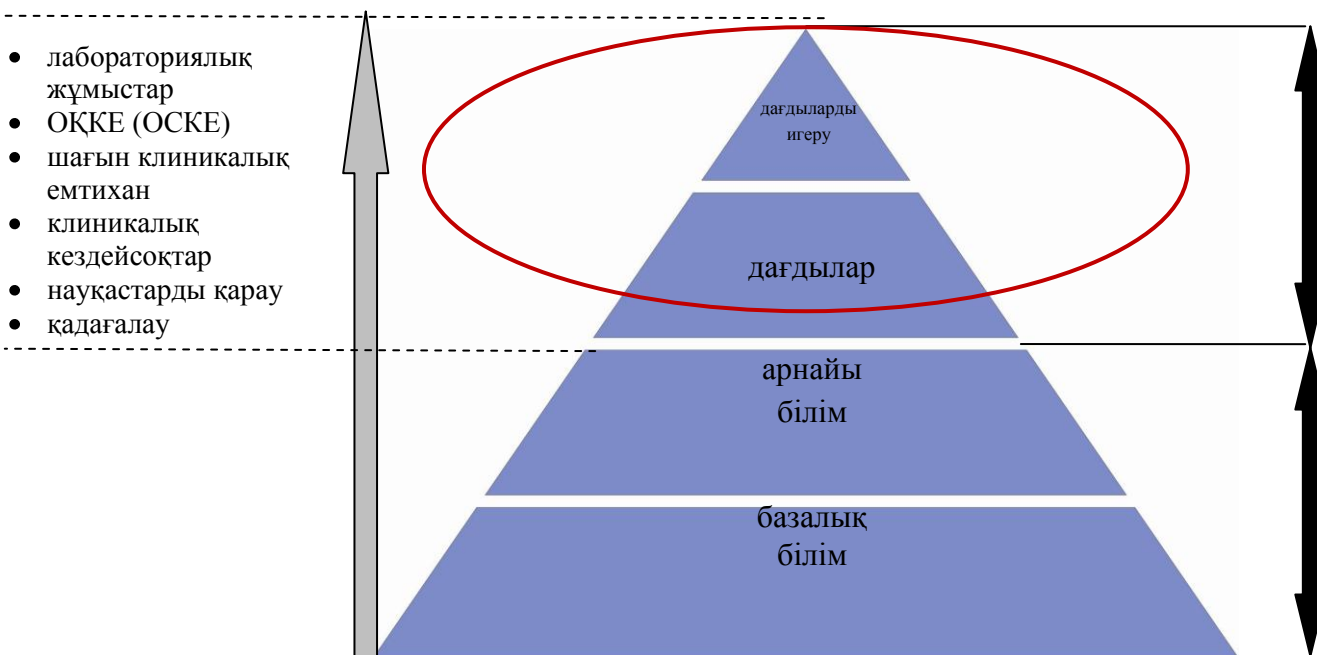 • лабораториялық
жұмыстар
• ОҚКЕ (ОСКЕ)
• шағын клиникалық
емтихан
• клиникалық
кездейсоқтар
• науқастарды қарау
• қадағалау
дағдыларды
игеру
дағдылар
арнайы
білім
базалық
білім